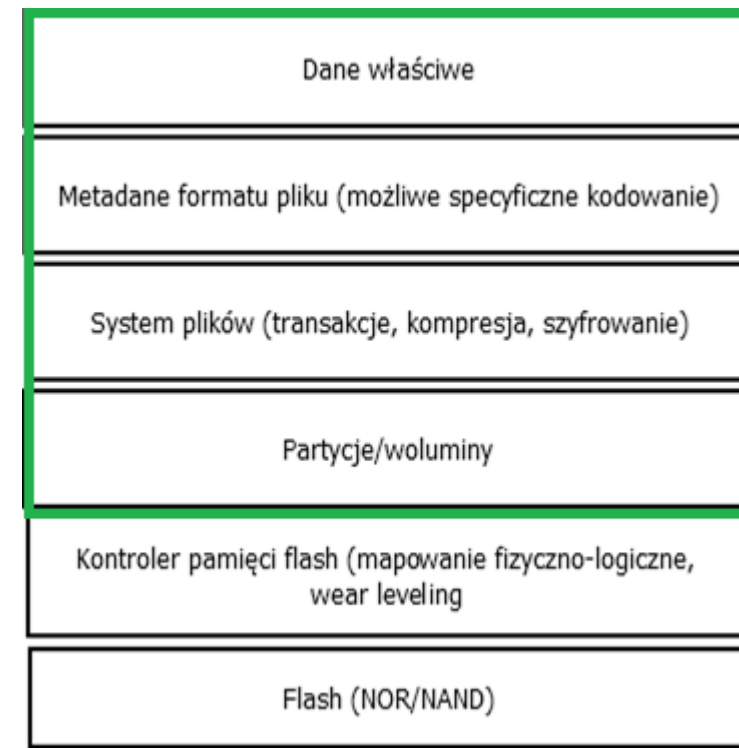 Dane właściwe
Metadane formatu pliku (możliwe specyficzne kodowanie)
System plików (transakcje, kompresja, szyfrowanie)
Partycje/woluminy
Kontroler pamięci flash (mapowanie fizyczno-logiczne,
wear leveling
Flash (NOR/NAND)